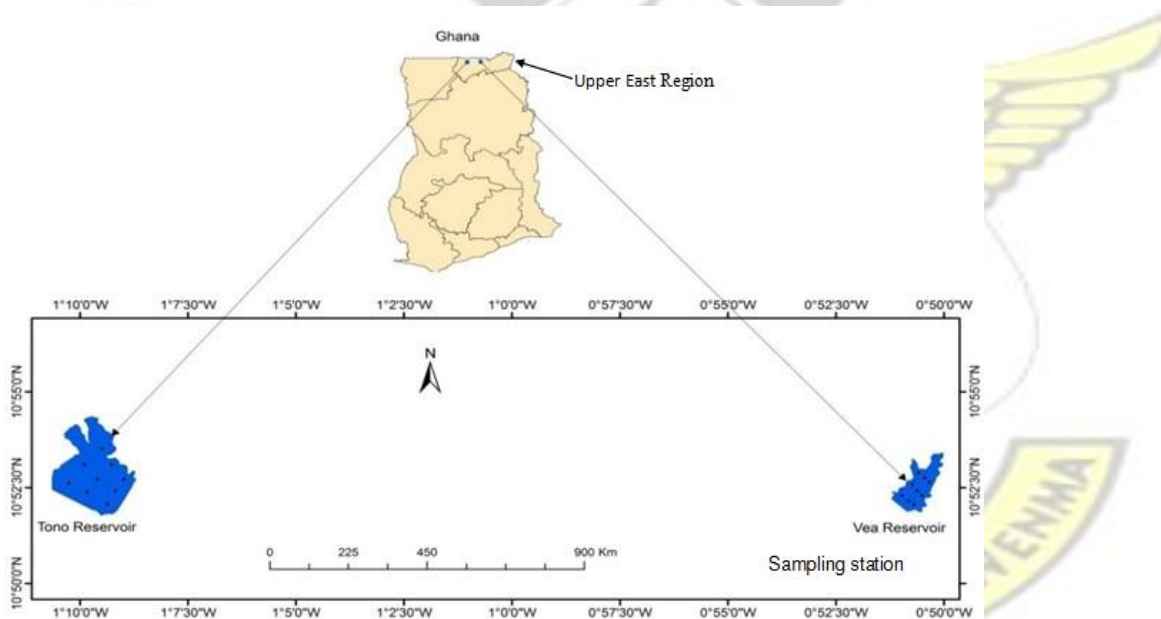 Ghana
Upper East Region
1°10'0"W 1°7'30"W 1°5'0"W 1°2'30"W 1°0'0"W 0°57'30"W 0°55'0"W 0°52'30"W 0°50'0"W
N
10°55'0"N 10°55'0"N
10°52'30"N 10°52'30"N
Tono Reservoir Vea Reservoir
0 225 450 900 Km
Sampling station
10°50'0"N 10°50'0"N
1°10'0"W 1°7'30"W 1°5'0"W 1°2'30"W 1°0'0"W 0°57'30"W 0°55'0"W 0°52'30"W 0°50'0"W
VENMA